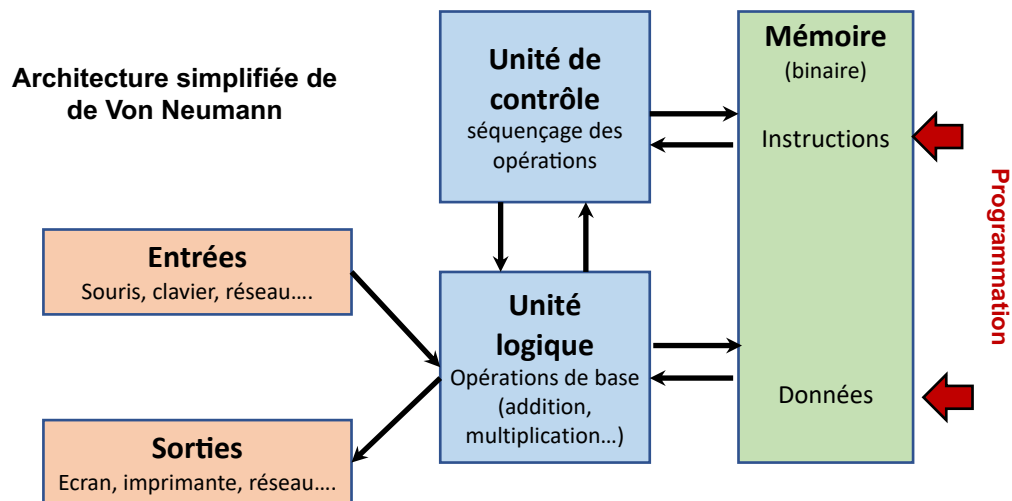 Architecture simplifiée de
de Von Neumann
Unité de
contrôle
séquençage des
opérations
Mémoire
(binaire)
Instructions
Données
Programmation
Entrées
Souris, clavier, réseau....
Unité
logique
Opérations de base
(addition,
multiplication...)
Sorties
Ecran, imprimante, réseau....